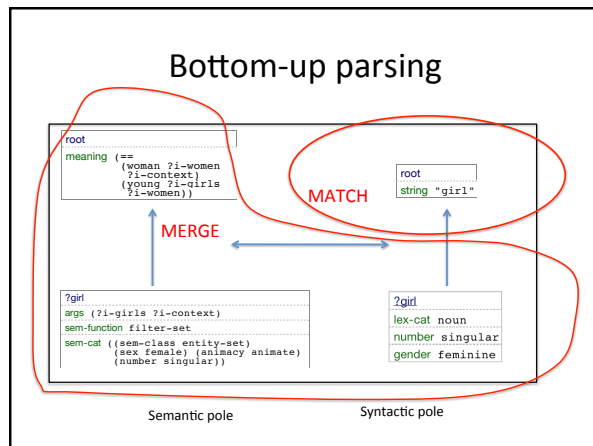 Bottom-up parsing
root
meaning (==
(woman ?i-women
?i-context)
(young ?i-girls
?i-women))
root
string "girl"
MATCH
MERGE
?girl
args (?i-girls ?i-context)
sem-function filter-set
sem-cat ((sem-class entity-set)
(sex female) (animacy animate)
(number singular))
?girl
lex-cat noun
number singular
gender feminine
Semantic pole
Syntactic pole